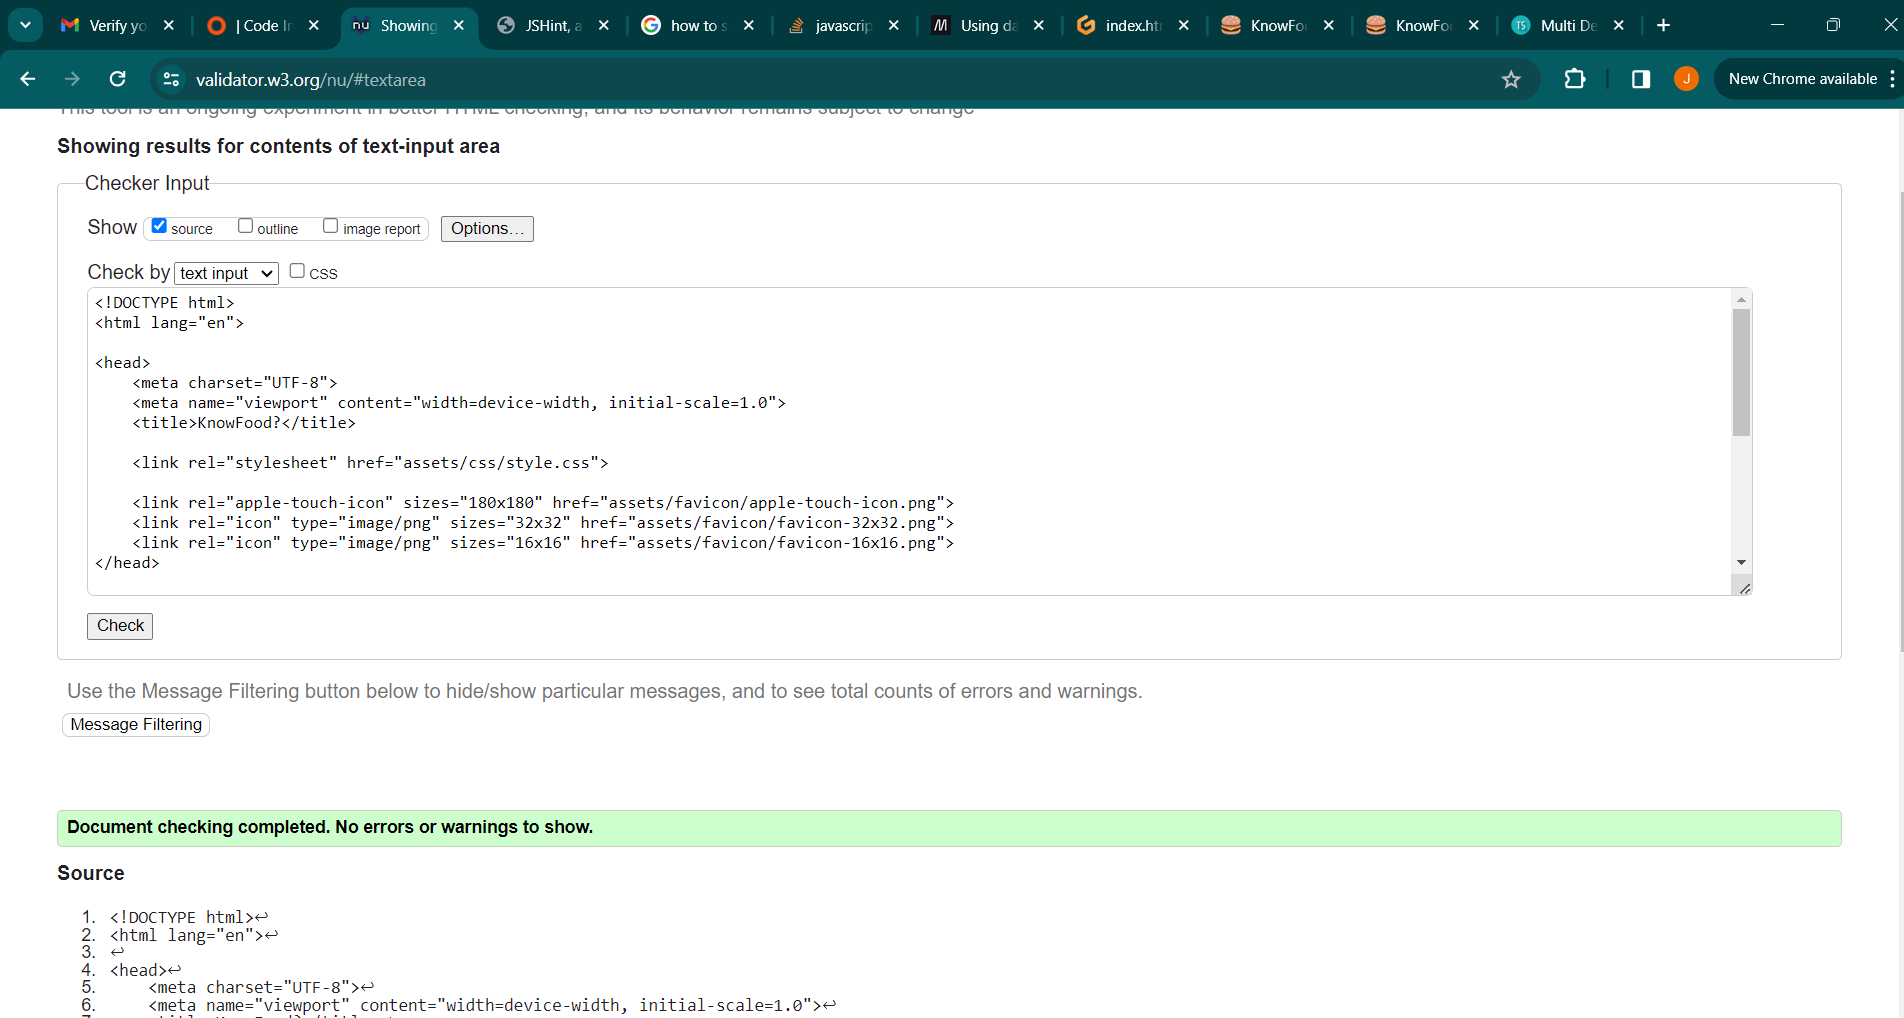 Verify yo
| Code In
nu Showing
JSHint, a
how to s
javascrip
Using da
index.ht
KnowFoo
KnowFoo
TS Multi De
validator.w3.org/nu/#textarea
J
New Chrome available
This tool is an ongoing experiment in better HTML checking, and its behavior remains subject to change
Showing results for contents of text-input area
Checker Input
Show source outline image report Options...
Check by text input CSS
<!DOCTYPE html>
<html lang="en">
<head>
<meta charset="UTF-8">
<meta name="viewport" content="width=device-width, initial-scale=1.0">
<title>KnowFood?</title>
<link rel="stylesheet" href="assets/css/style.css">
<link rel="apple-touch-icon" sizes="180x180" href="assets/favicon/apple-touch-icon.png">
<link rel="icon" type="image/png" sizes="32x32" href="assets/favicon/favicon-32x32.png">
<link rel="icon" type="image/png" sizes="16x16" href="assets/favicon/favicon-16x16.png">
</head>
Check
Use the Message Filtering button below to hide/show particular messages, and to see total counts of errors and warnings.
Message Filtering
Document checking completed. No errors or warnings to show.
Source
1. <!DOCTYPE html>↩
2. <html lang="en">↩
3. ↩
4. <head>↩
5. <meta charset="UTF-8">↩
6. <meta name="viewport" content="width=device-width, initial-scale=1.0">↩